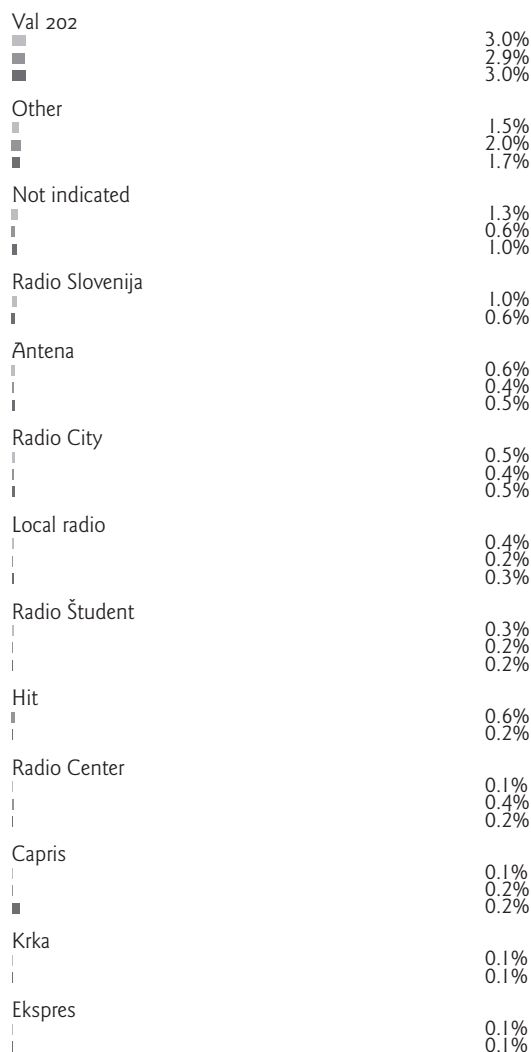 Val 202
3.0%
2.9%
3.0%
Other
1.5%
2.0%
1.7%
Not indicated
1.3%
0.6%
1.0%
Radio Slovenija
1.0%
0.6%
Antena
0.6%
0.4%
0.5%
Radio City
0.5%
0.4%
0.5%
Local radio
0.4%
0.2%
0.3%
Radio Študent
0.3%
0.2%
0.2%
Hit
0.6%
0.2%
Radio Center
0.1%
0.4%
0.2%
Capris
0.1%
0.2%
0.2%
Krka
0.1%
0.1%
Ekspres
0.1%
0.1%